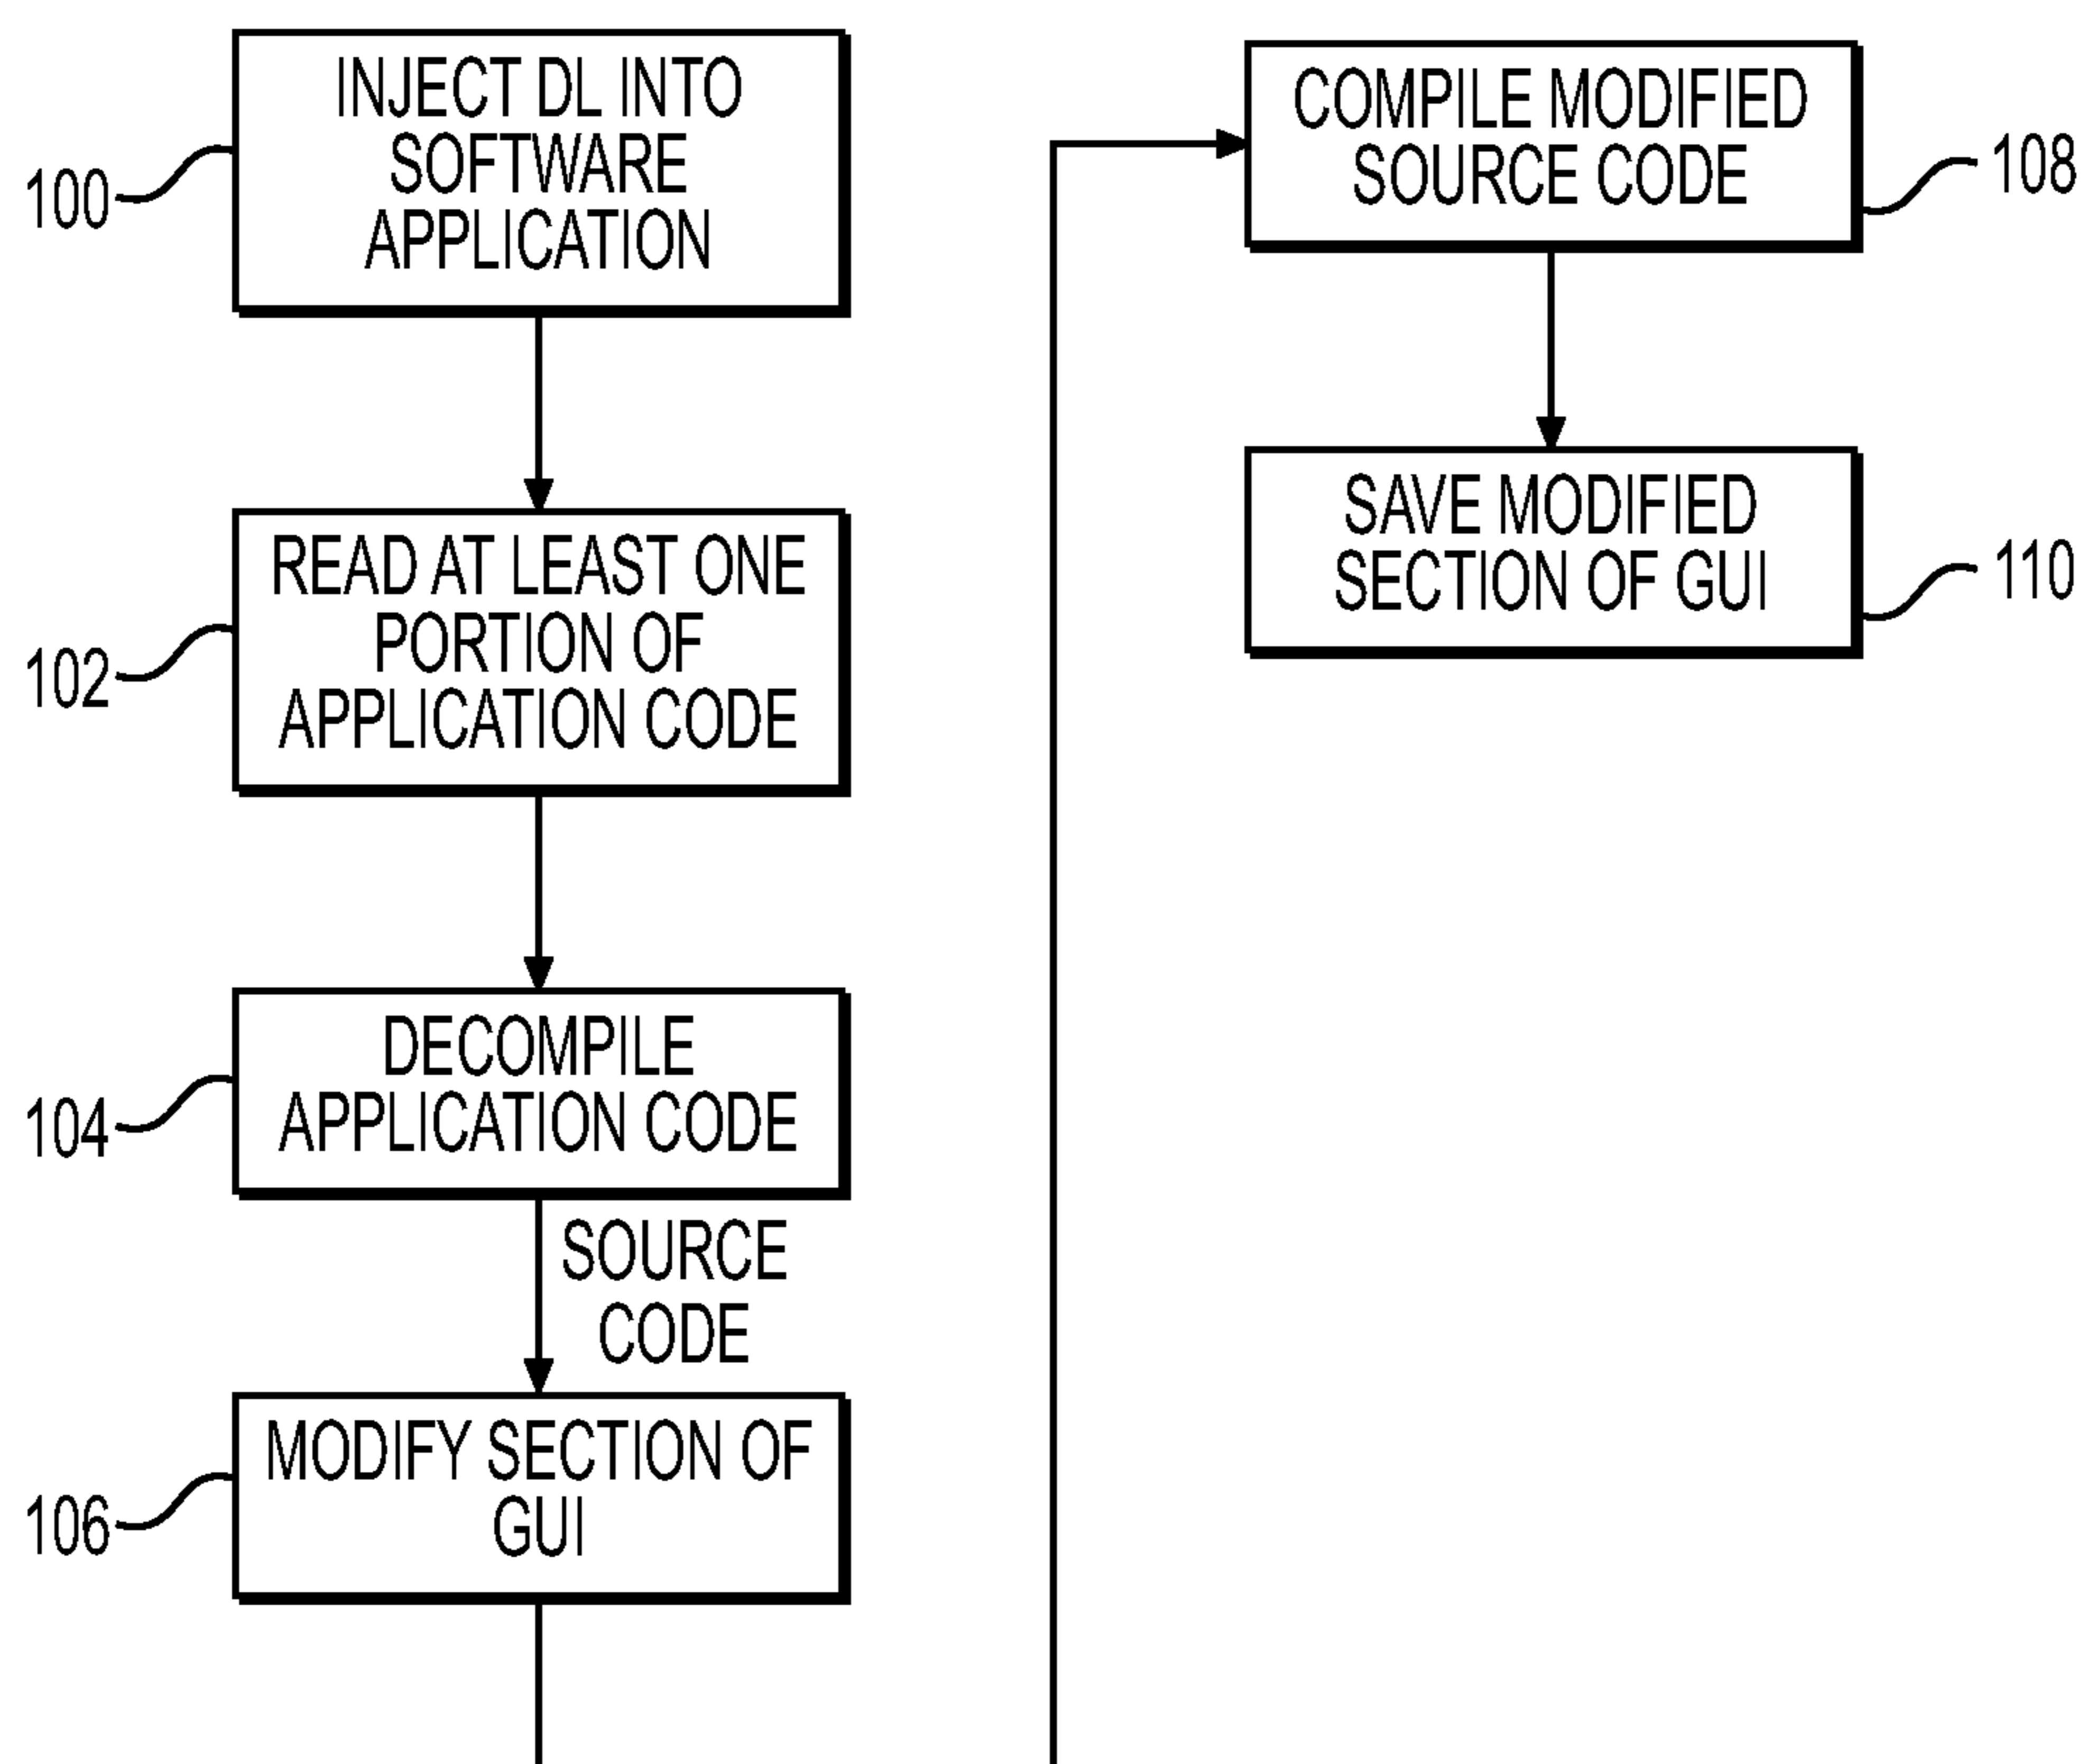 100
INJECT DL INTO
SOFTWARE
APPLICATION
102
READ AT LEAST ONE
PORTION OF
APPLICATION CODE
104
DECOMPILE
APPLICATION CODE
SOURCE
CODE
106
MODIFY SECTION OF
GUI
COMPILE MODIFIED
SOURCE CODE
108
SAVE MODIFIED
SECTION OF GUI
110